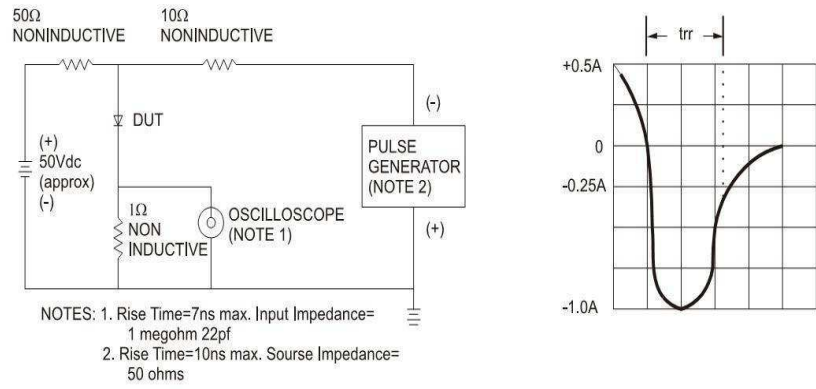 50Ω
NONINDUCTIVE
10Ω
NONINDUCTIVE
DUT
(+)
50Vdc
(approx)
(-)
1Ω
NON
INDUCTIVE
OSCILLOSCOPE
(NOTE 1)
(-)
PULSE
GENERATOR
(NOTE 2)
(+)
NOTES: 1. Rise Time=7ns max. Input Impedance=
1 megohm 22pf
2. Rise Time=10ns max. Sourse Impedance=
50 ohms
trr
+0.5A
0
-0.25A
-1.0A